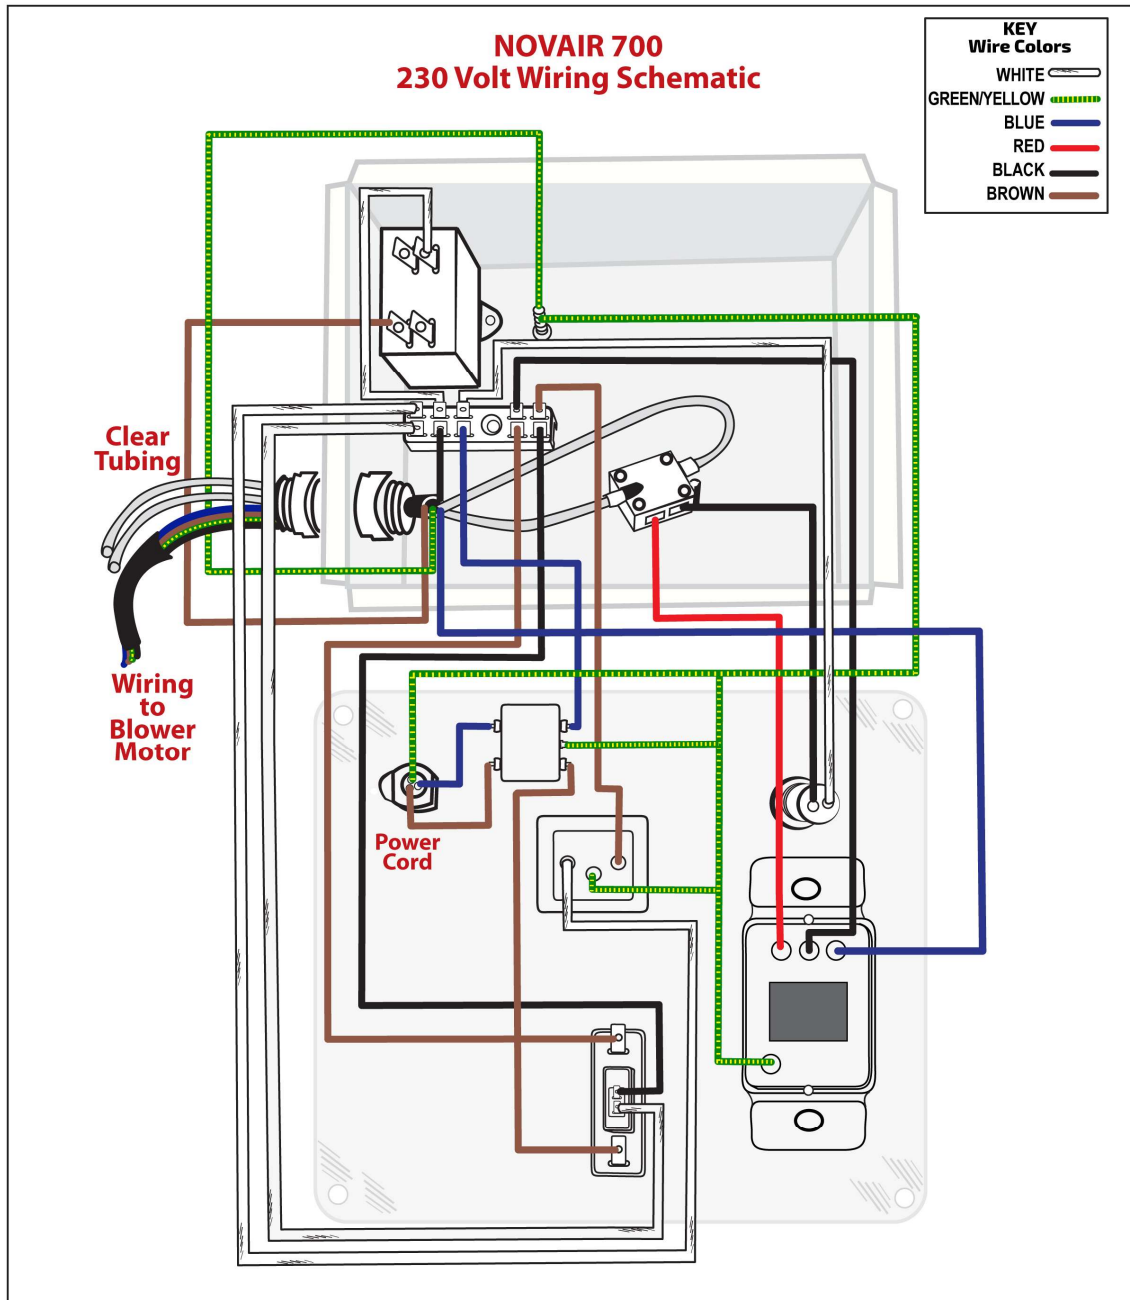 NOVAIR 700
230 Volt Wiring Schematic
KEY
Wire Colors
WHITE
GREEN/YELLOW
BLUE
RED
BLACK
BROWN
Clear
Tubing
Wiring
to
Blower
Motor
Power
Cord